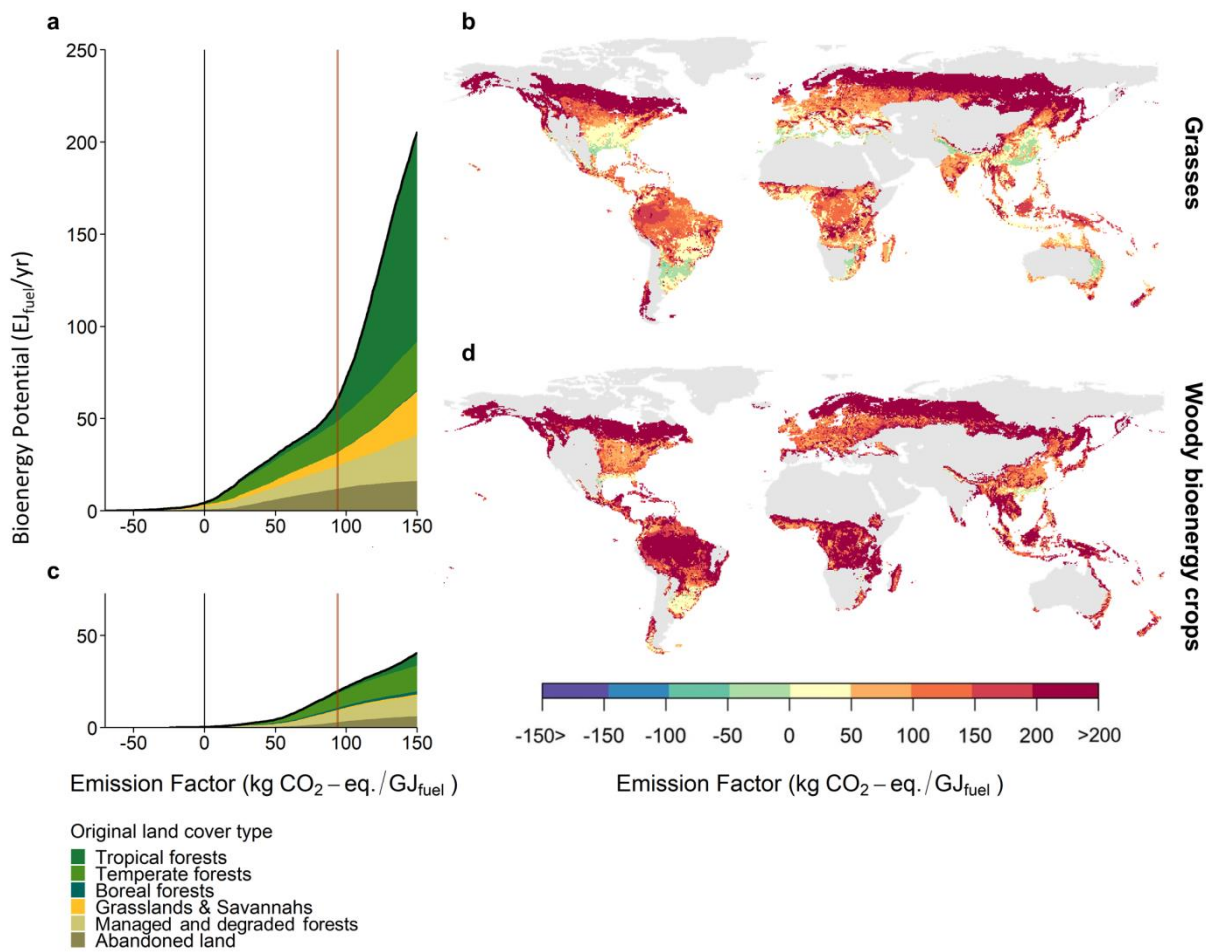 a
250
200
150
100
50
0
-50
0
50
100
150
Bioenergy Potential (EJfuel/yr)
b
Grasses
c
50
0
-50
0
50
100
150
Emission Factor (kg CO2 – eq./GJfuel )
d
Woody bioenergy crops
-150>
-150
-100
-50
0
50
100
150
200
>200
Emission Factor (kg CO2 – eq./GJfuel )
Original land cover type
Tropical forests
Temperate forests
Boreal forests
Grasslands & Savannahs
Managed and degraded forests
Abandoned land